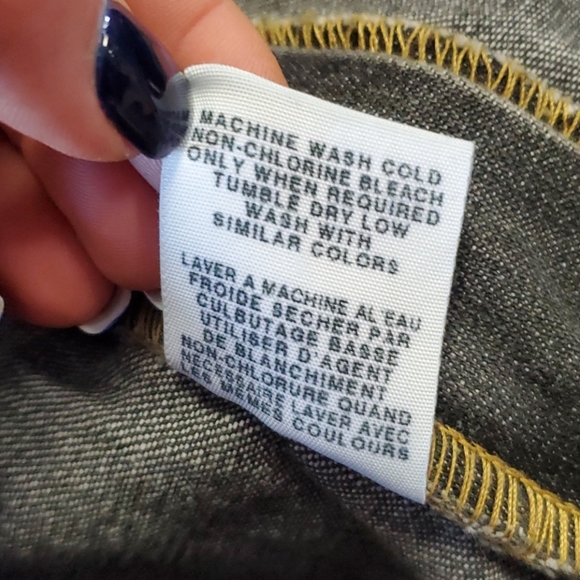 MACHINE WASH COLD
NON-CHLORINE BLEACH
ONLY WHEN REQUIRED
TUMBLE DRY LOW
WASH WITH
SIMILAR COLORS
LAVER A MACHINE AL'EAU
FROIDE SECHER PAR
CULBUTAGE BASSE
UTILISER D'AGENT
DE BLANCHIMENT
NON-CHLORURE QUAND
NECESSAIRE LAVER AVEC
LES MEMES COULOURS